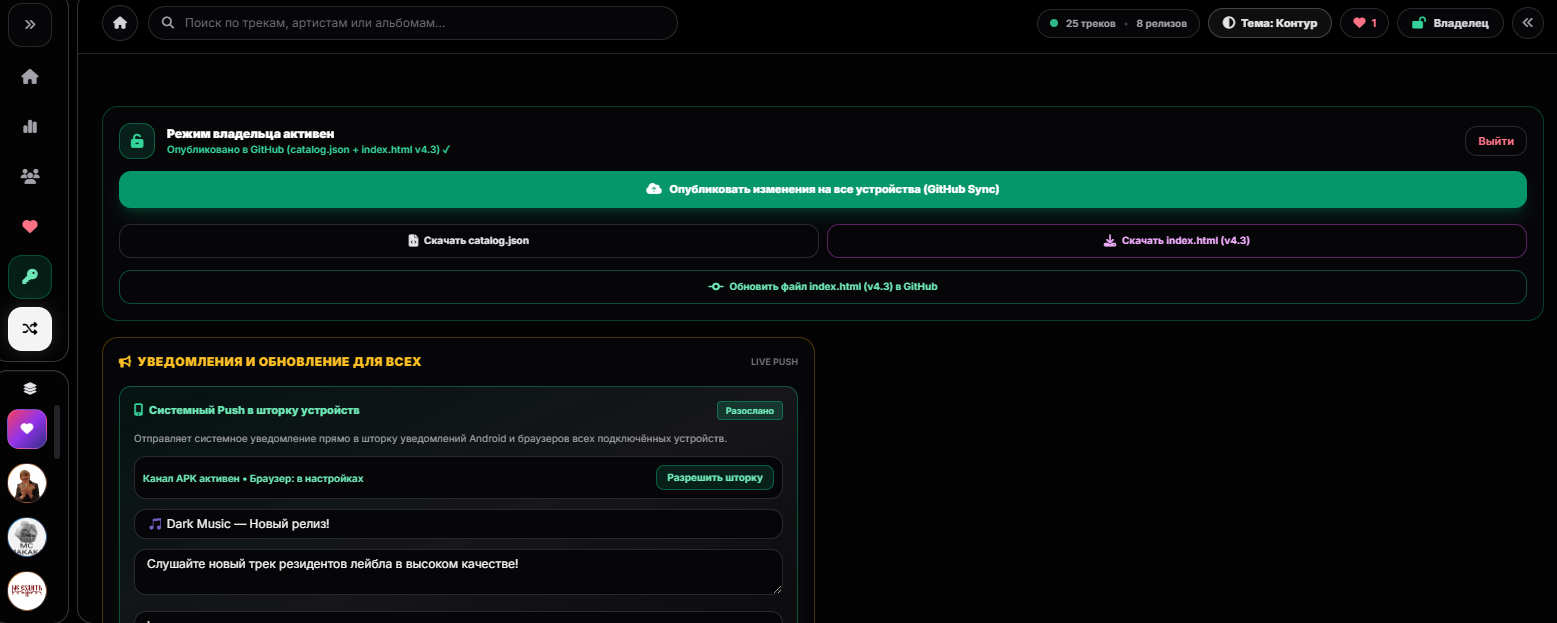 Поиск по трекам, артистам или альбомам...
25 треков • 8 релизов
Тема: Контур
1
Владелец
Режим владельца активен
Опубликовано в GitHub (catalog.json + index.html v4.3) ✓
Выйти
Опубликовать изменения на все устройства (GitHub Sync)
Скачать catalog.json
Скачать index.html (v4.3)
Обновить файл index.html (v4.3) в GitHub
УВЕДОМЛЕНИЯ И ОБНОВЛЕНИЕ ДЛЯ ВСЕХ
LIVE PUSH
Системный Push в шторку устройств
Разослано
Отправляет системное уведомление прямо в шторку уведомлений Android и браузеров всех подключённых устройств.
Канал APK активен • Браузер: в настройках
Разрешить шторку
🎵 Dark Music — Новый релиз!
Слушайте новый трек резидентов лейбла в высоком качестве!
МС